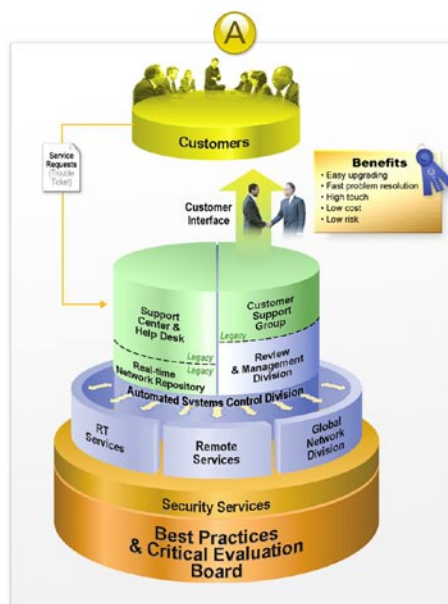 A
Customers
Service
Requests
(Trouble
Ticket)
Benefits
• Easy upgrading
• Fast problem resolution
• High touch
• Low cost
• Low risk
Customer
Interface
Support
Center &
Help Desk
Customer
Support
Group
Legacy
Legacy
Legacy
Real-time
Network Repository
Review
& Management
Division
Automated Systems Control Division
RT
Services
Remote
Services
Global
Network
Division
Security Services
Best Practices
& Critical Evaluation
Board